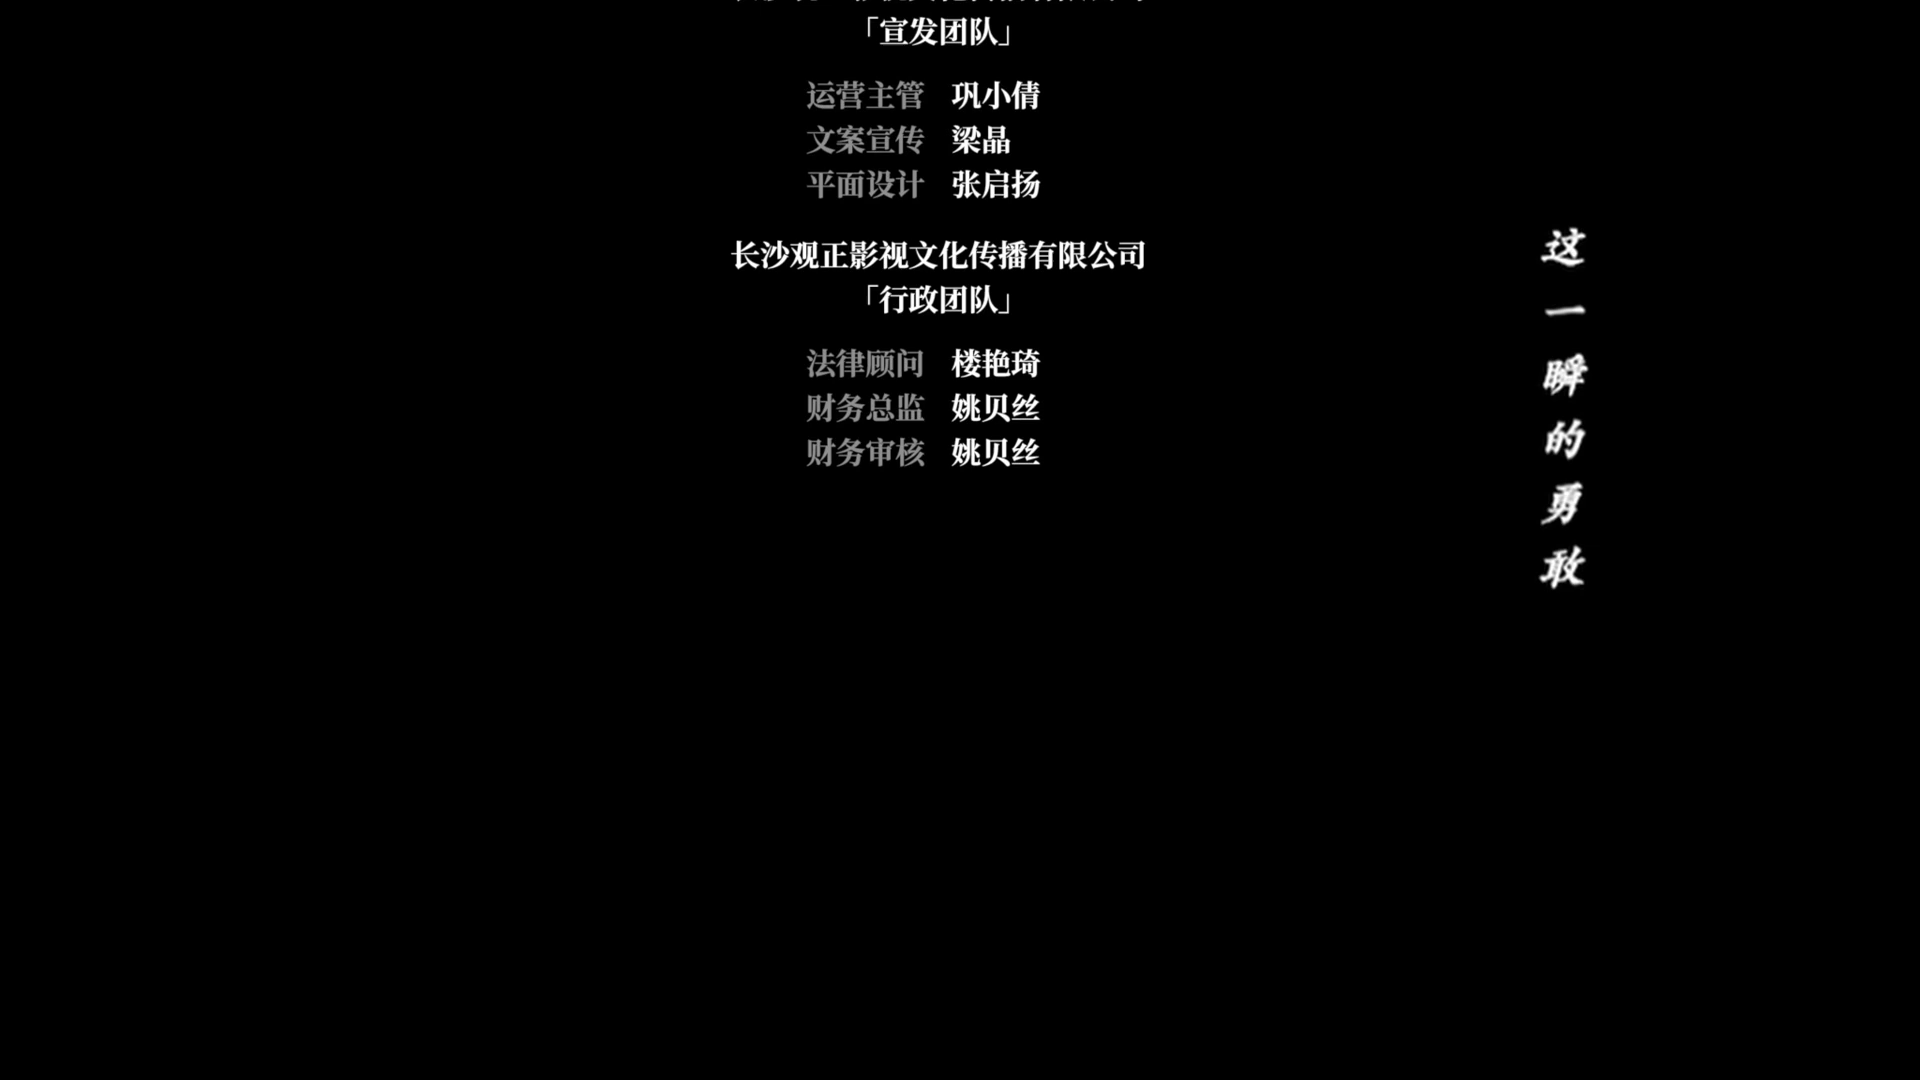 「宣发团队」
运营主管 巩小倩
文案宣传 梁晶
平面设计 张启扬
长沙观正影视文化传播有限公司
「行政团队」
法律顾问 楼艳琦
财务总监 姚贝丝
财务审核 姚贝丝
这一瞬的勇敢